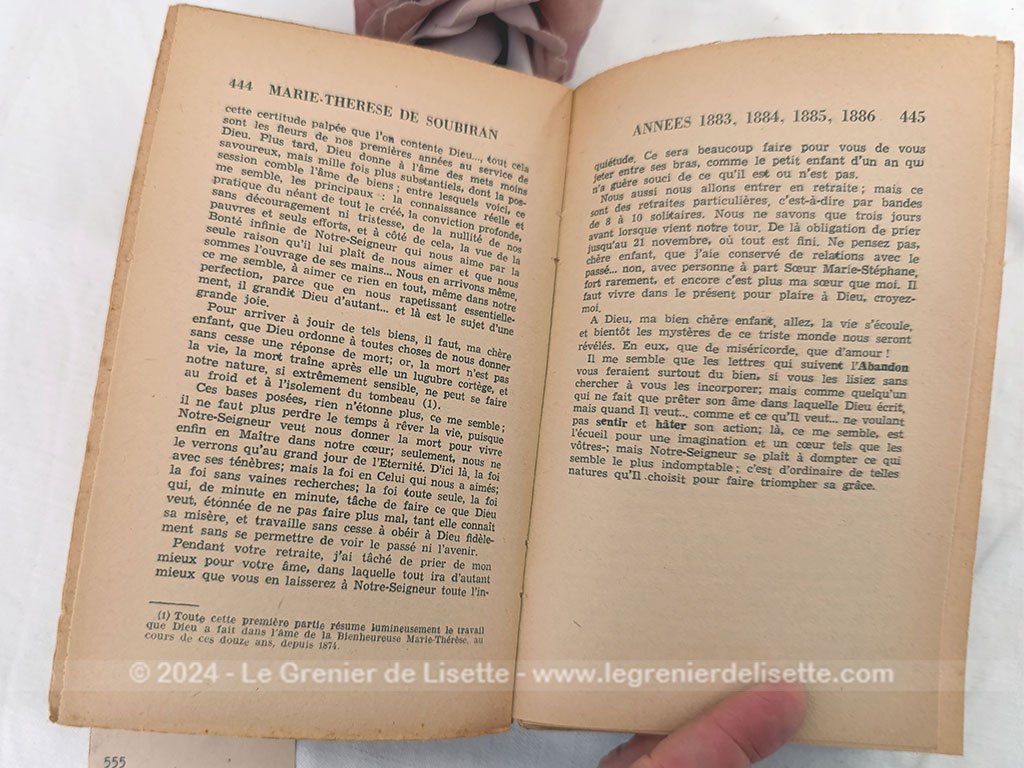 444 MARIE-THERESE DE SOUBIRAN
cette certitude palpée que l'on contente Dieu..., tout cela
sont les fleurs de nos premières années au service de
Dieu. Plus tard, Dieu donne à l'âme des mets moins
savoureux, mais mille fois plus substantiels, dont la pos-
session comble l'âme de biens ; entre lesquels voici, ce
me semble, les principaux : la connaissance réelle et
pratique du néant de tout le créé, la conviction profonde,
sans découragement ni tristesse, de la nullité de nos
pauvres et seuls efforts, et à côté de cela, la vue de la
Bonté infinie de Notre-Seigneur qui nous aime par la
seule raison qu'il lui plaît de nous aimer et que nous
sommes l'ouvrage de ses mains... Nous en arrivons même,
ce me semble, à aimer ce rien en tout, même dans notre
perfection, parce que en nous rapetissant essentielle-
ment, il grandit Dieu d'autant... et là est le sujet d'une
grande joie.
Pour arriver à jouir de tels biens, il faut, ma chère
enfant, que Dieu ordonne à toutes choses de nous donner
sans cesse une réponse de mort; or, la mort n'est pas
la vie, la mort traîne après elle un lugubre cortège, et
notre nature, si extrêmement sensible, ne peut se faire
au froid et à l'isolement du tombeau (1).
Ces bases posées, rien n'étonne plus, ce me semble ;
il ne faut plus perdre le temps à rêver la vie, puisque
Notre-Seigneur veut nous donner la mort pour vivre
enfin en Maître dans notre cœur; seulement, nous ne
le verrons qu'au grand jour de l'Eternité. D'ici là, la foi
avec ses ténèbres; mais la foi en Celui qui nous a aimés;
la foi sans vaines recherches; la foi toute seule, la foi
qui, de minute en minute, tâche de faire ce que Dieu
veut, étonnée de ne pas faire plus mal, tant elle connaît
sa misère, et travaille sans cesse à obéir à Dieu fidèle-
ment sans se permettre de voir le passé ni l'avenir.
Pendant votre retraite, j'ai tâché de prier de mon
mieux pour votre âme, dans laquelle tout ira d'autant
mieux que vous en laisserez à Notre-Seigneur toute l'in-
(1) Toute cette première partie résume lumineusement le travail
que Dieu a fait dans l'âme de la Bienheureuse Marie-Thérèse, au
cours de ces douze ans, depuis 1874.
ANNEES 1883, 1884, 1885, 1886 445
quiétude. Ce sera beaucoup faire pour vous de vous
jeter entre ses bras, comme le petit enfant d'un an qui
n'a guère souci de ce qu'il est ou n'est pas.
Nous aussi nous allons entrer en retraite ; mais ce
sont des retraites particulières, c'est-à-dire par bandes
de 8 à 10 solitaires. Nous ne savons que trois jours
avant lorsque vient notre tour. De là obligation de prier
jusqu'au 21 novembre, où tout est fini. Ne pensez pas,
chère enfant, que j'aie conservé de relations avec le
passé... non, avec personne à part Sœur Marie-Stéphane,
fort rarement, et encore c'est plus ma sœur que moi. Il
faut vivre dans le présent pour plaire à Dieu, croyez-
moi.
A Dieu, ma bien chère enfant, allez, la vie s'écoule,
et bientôt les mystères de ce triste monde nous seront
révélés. En eux, que de miséricorde, que d'amour !
Il me semble que les lettres qui suivent l'Abandon
vous feraient surtout du bien, si vous les lisiez sans
chercher à vous les incorporer; mais comme quelqu'un
qui ne fait que prêter son âme dans laquelle Dieu écrit,
mais quand Il veut... comme et ce qu'Il veut... ne voulant
pas sentir et hâter son action; là, ce me semble, est
l'écueil pour une imagination et un cœur tels que les
vôtres-; mais Notre-Seigneur se plaît à dompter ce qui
semble le plus indomptable ; c'est d'ordinaire de telles
natures qu'Il choisit pour faire triompher sa grâce.
© 2024 - Le Grenier de Lisette - www.legrenierdelisette.com
555